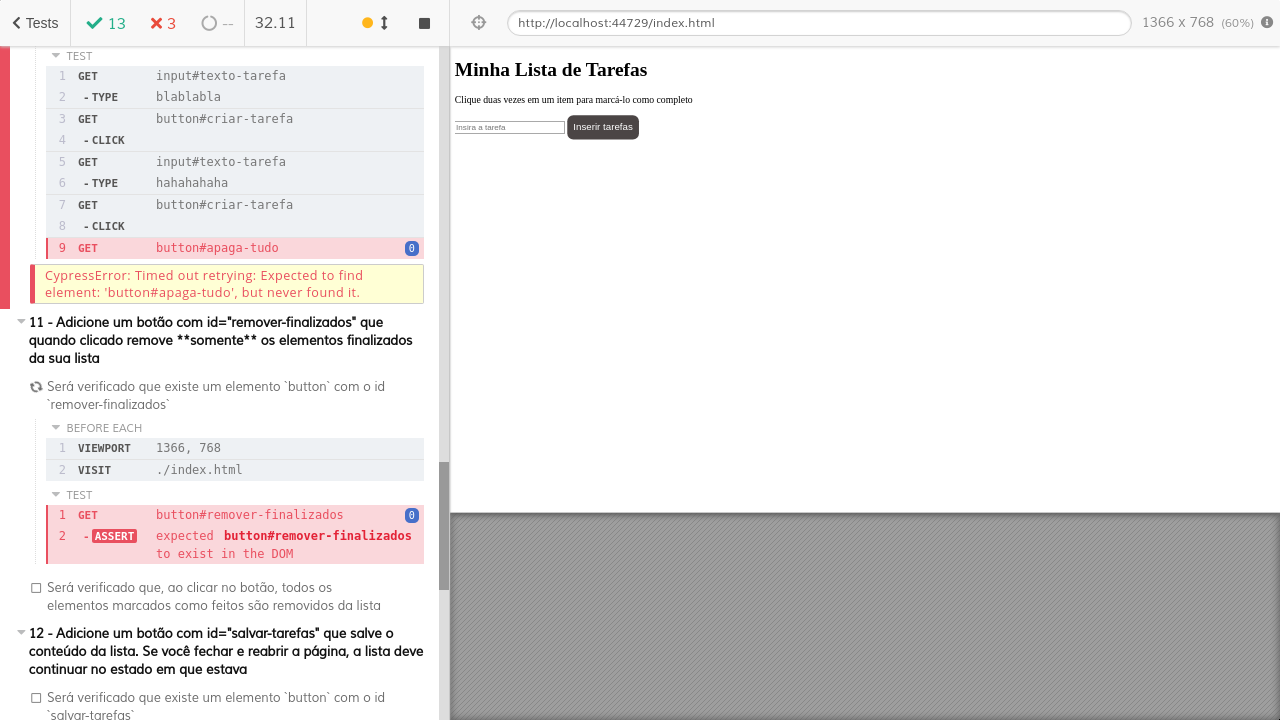 Tests
13
3
--
32.11
http://localhost:44729/index.html
1366 x 768 (60%)
TEST
1 GET input#texto-tarefa
2 - TYPE blablabla
3 GET button#criar-tarefa
4 - CLICK
5 GET input#texto-tarefa
6 - TYPE hahahahaha
7 GET button#criar-tarefa
8 - CLICK
9 GET button#apaga-tudo 0
CypressError: Timed out retrying: Expected to find
element: 'button#apaga-tudo', but never found it.
11 - Adicione um botão com id="remover-finalizados" que
quando clicado remove **somente** os elementos finalizados
da sua lista
Será verificado que existe um elemento `button` com o id
`remover-finalizados`
BEFORE EACH
1 VIEWPORT 1366, 768
2 VISIT ./index.html
TEST
1 GET button#remover-finalizados 0
2 - ASSERT expected button#remover-finalizados
to exist in the DOM
Será verificado que, ao clicar no botão, todos os
elementos marcados como feitos são removidos da lista
12 - Adicione um botão com id="salvar-tarefas" que salve o
conteúdo da lista. Se você fechar e reabrir a página, a lista deve
continuar no estado em que estava
Será verificado que existe um elemento `button` com o id
`salvar-tarefas`
Minha Lista de Tarefas
Clique duas vezes em um item para marcá-lo como completo
Insira a tarefa
Inserir tarefas